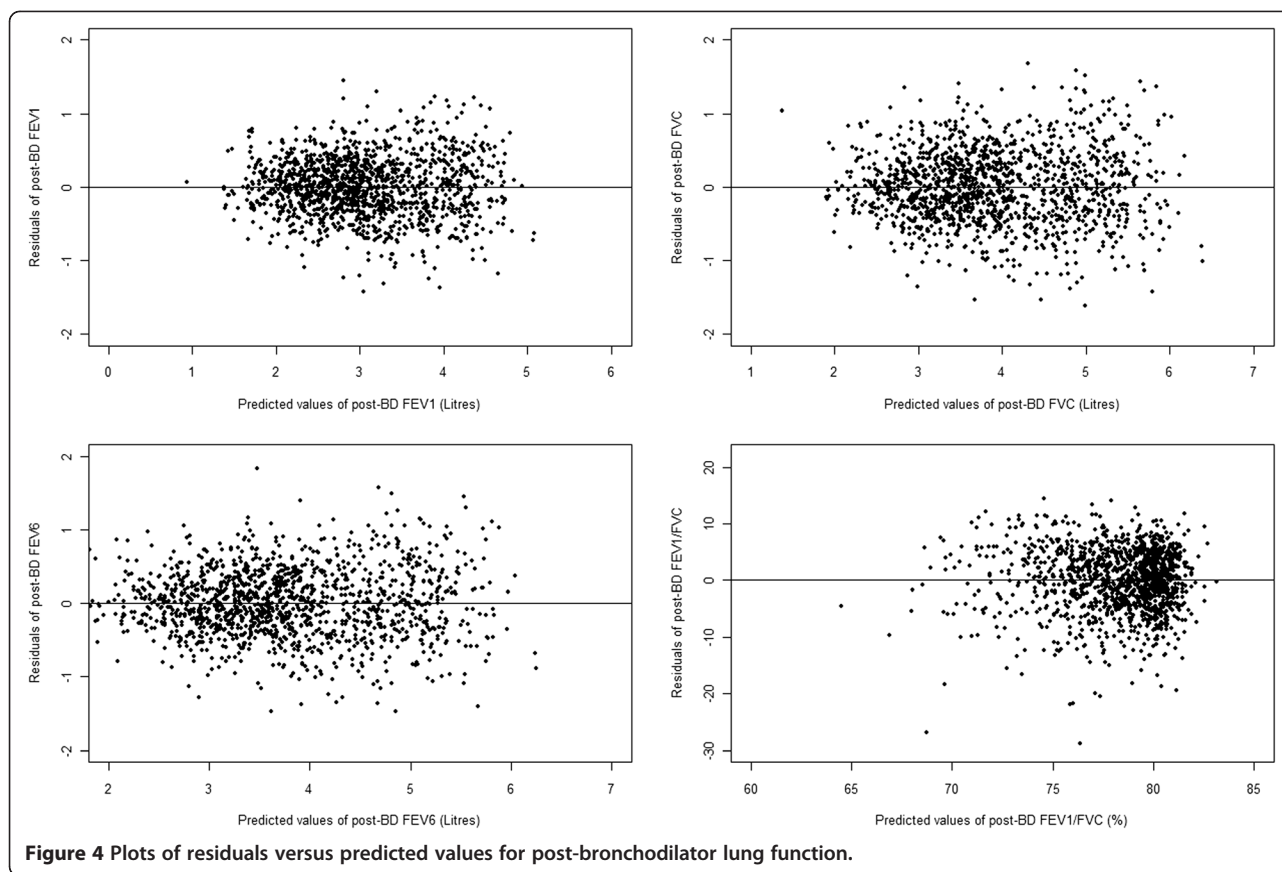 2
1
0
-1
-2
Residuals of post-BD FEV1
0 1 2 3 4 5 6
Predicted values of post-BD FEV1 (Litres)
2
1
0
-1
-2
Residuals of post-BD FVC
1 2 3 4 5 6 7
Predicted values of post-BD FVC (Litres)
2
1
0
-1
-2
Residuals of post-BD FEV6
2 3 4 5 6 7
Predicted values of post-BD FEV6 (Litres)
20
10
0
-10
-20
-30
Residuals of post-BD FEV1/FVC
60 65 70 75 80 85
Predicted values of post-BD FEV1/FVC (%)
Figure 4 Plots of residuals versus predicted values for post-bronchodilator lung function.